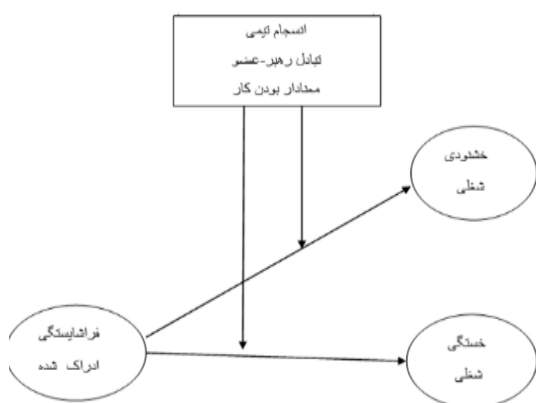 انسجام تیمی
تبادل رهبر-عضو
معنادار بودن کار
خشنودی
شغلی
فراشایستگی
ادراک شده
خستگی
شغلی